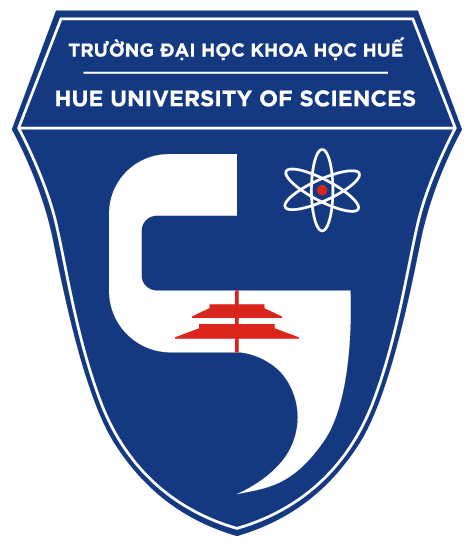 TRƯỜNG ĐẠI HỌC KHOA HỌC HUẾ
HUE UNIVERSITY OF SCIENCES